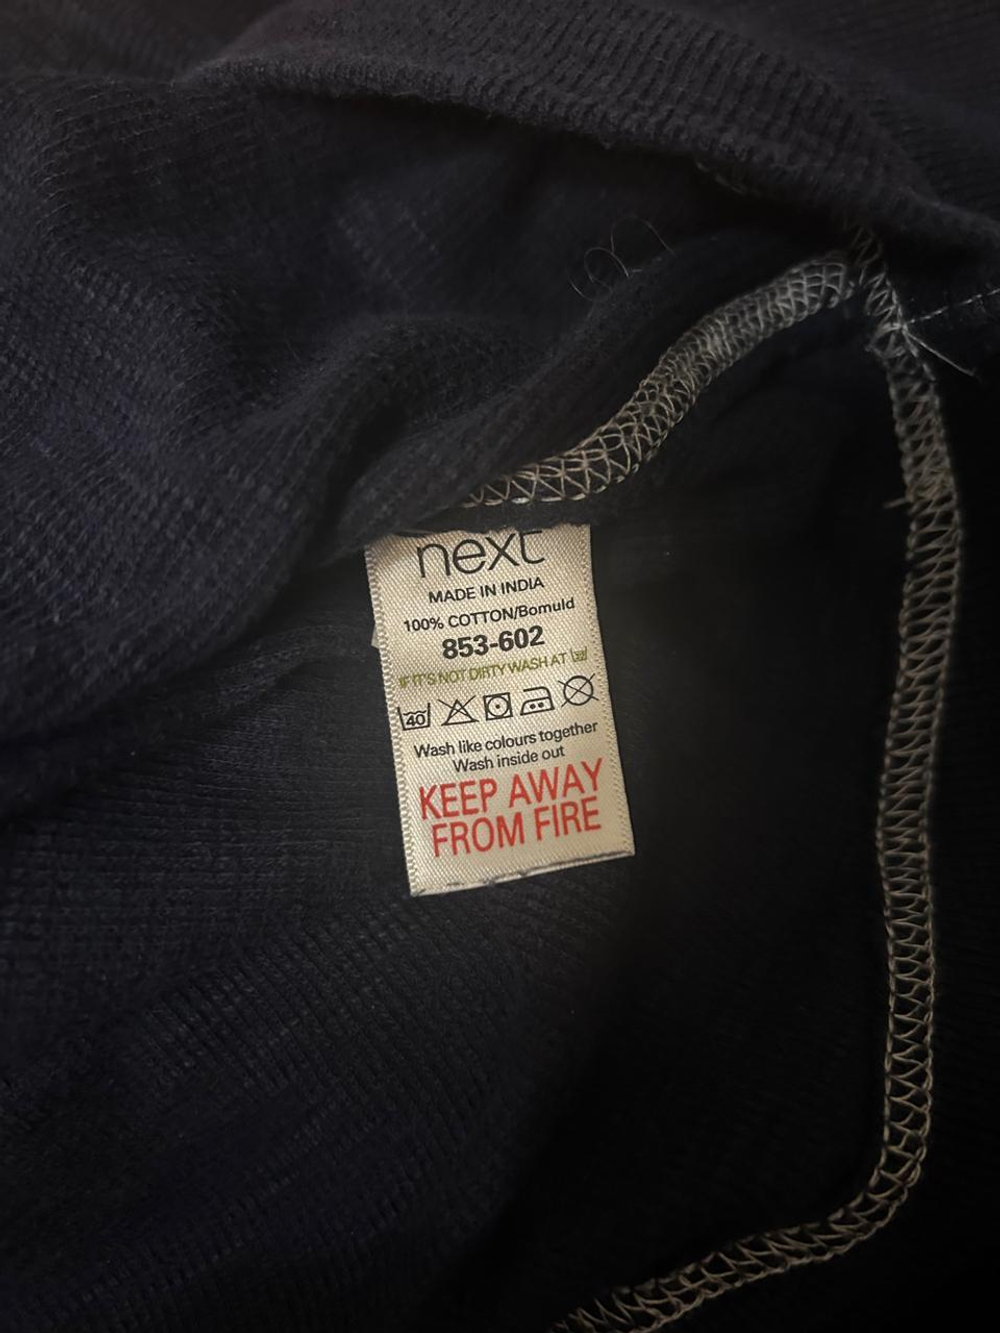 next
MADE IN INDIA
100% COTTON/Bomuld
853-602
IF IT'S NOT DIRTY WASH AT
40
Wash like colours together
Wash inside out
KEEP AWAY
FROM FIRE